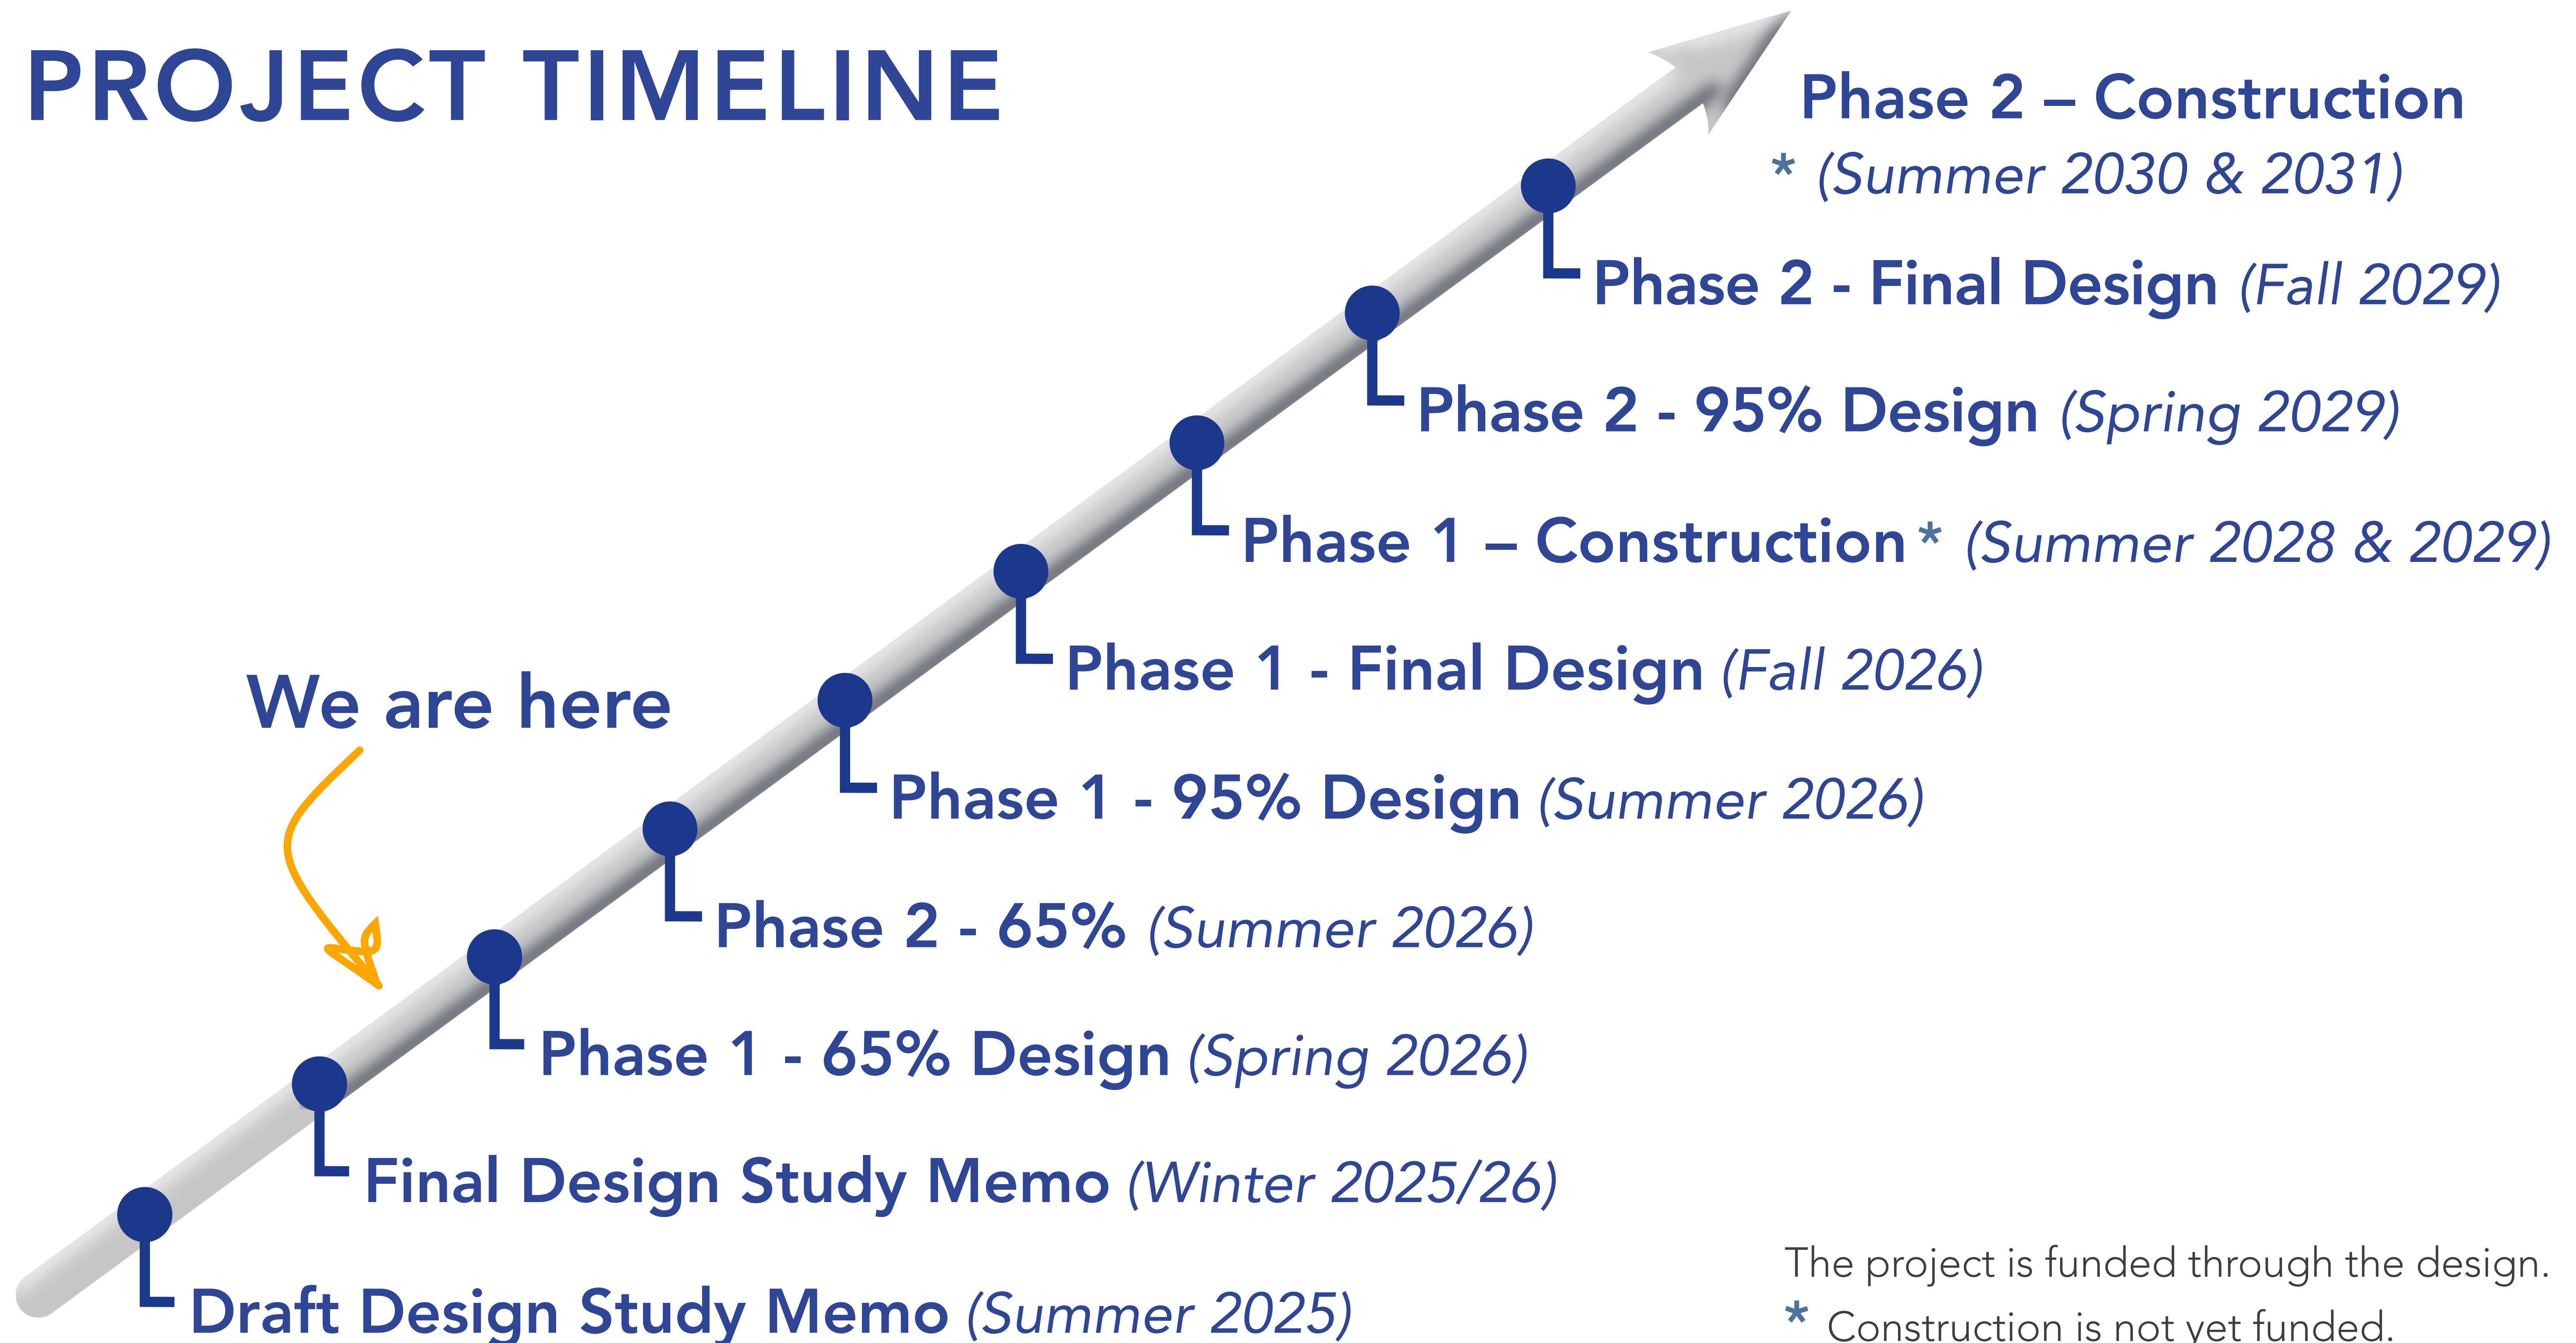 PROJECT TIMELINE
Phase 2 – Construction
* (Summer 2030 & 2031)
Phase 2 - Final Design (Fall 2029)
Phase 2 - 95% Design (Spring 2029)
Phase 1 – Construction * (Summer 2028 & 2029)
Phase 1 - Final Design (Fall 2026)
We are here
Phase 1 - 95% Design (Summer 2026)
Phase 2 - 65% (Summer 2026)
Phase 1 - 65% Design (Spring 2026)
Final Design Study Memo (Winter 2025/26)
Draft Design Study Memo (Summer 2025)
The project is funded through the design.
* Construction is not yet funded.